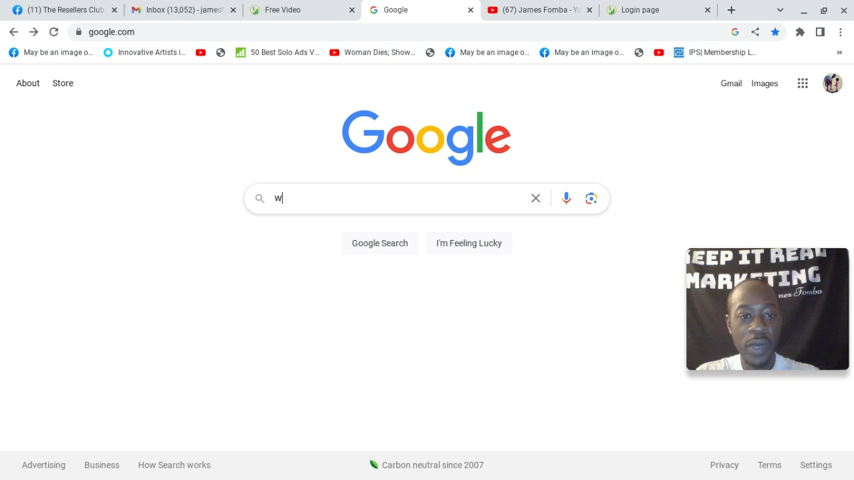 (11) The Resellers Club
Inbox (13,052) - james
Free Video
Google
(67) James Fomba - Y
Login page
google.com
May be an image o...
Innovative Artists i...
50 Best Solo Ads V...
Woman Dies; Show...
May be an image o...
May be an image o...
IPS| Membership L...
»
About
Store
Gmail
Images
Google
w
Google Search
I'm Feeling Lucky
KEEP IT REAL
MARKETING
James Fomba
Advertising
Business
How Search works
Carbon neutral since 2007
Privacy
Terms
Settings